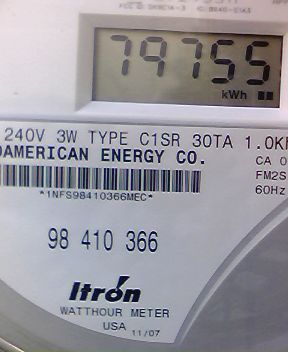 79755
kWh
240V 3W TYPE C1SR 30TA 1.0K
AMERICAN ENERGY CO.
CA 0
FM2S
60Hz
*1NFS98410366MEC*
98 410 366
Itron
WATTHOUR METER
USA 11/07